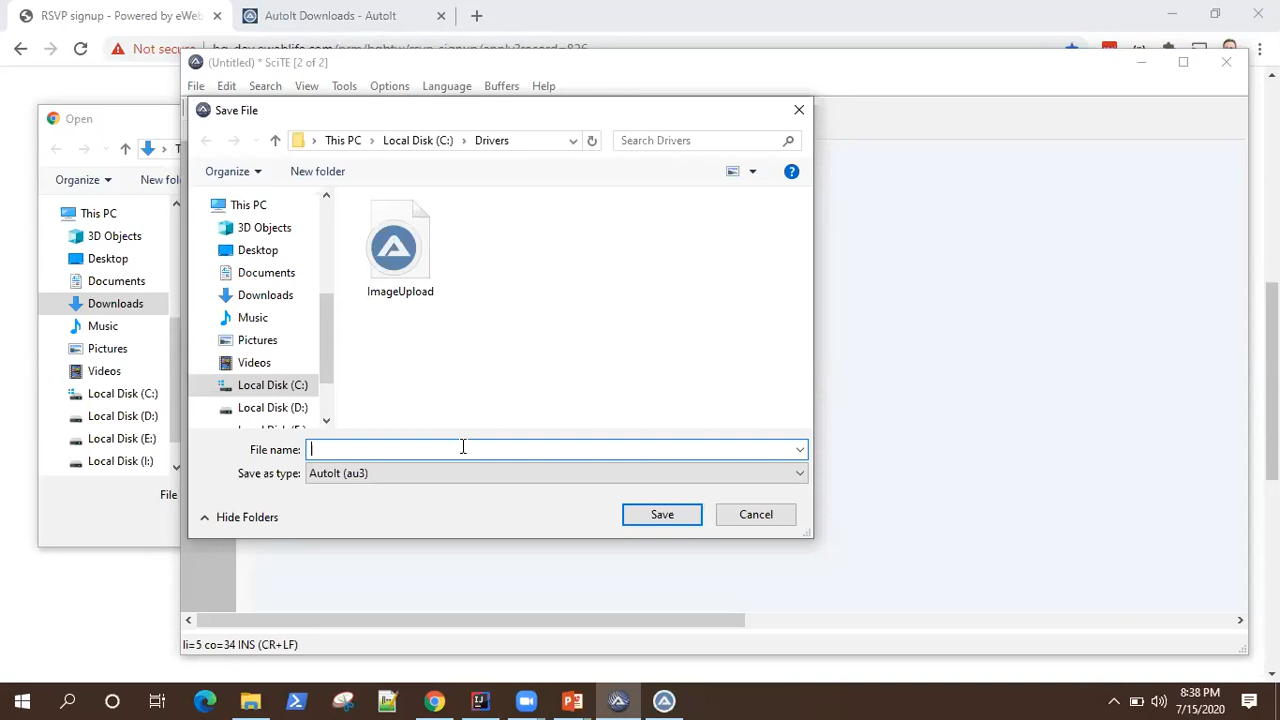 RSVP signup - Powered by eWeb
AutoIt Downloads - AutoIt
Not secure
(Untitled) * SciTE [2 of 2]
File Edit Search View Tools Options Language Buffers Help
Open
Organize
New fol
This PC
3D Objects
Desktop
Documents
Downloads
Music
Pictures
Videos
Local Disk (C:)
Local Disk (D:)
Local Disk (E:)
Local Disk (I:)
File
Save File
This PC > Local Disk (C:) > Drivers
Search Drivers
Organize
New folder
This PC
3D Objects
Desktop
Documents
Downloads
Music
Pictures
Videos
Local Disk (C:)
Local Disk (D:)
ImageUpload
File name:
Save as type: AutoIt (au3)
Hide Folders
Save
Cancel
li=5 co=34 INS (CR+LF)
8:38 PM
7/15/2020